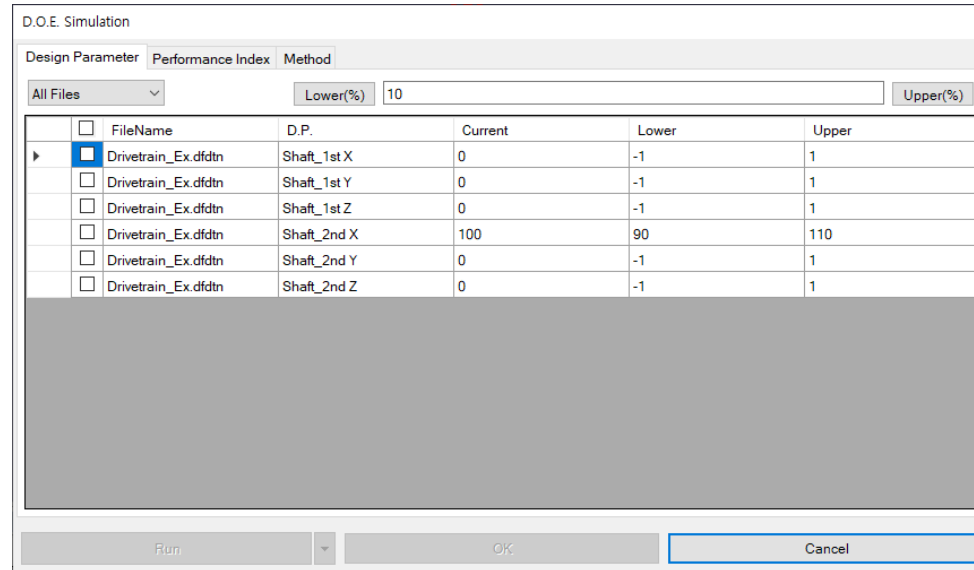 D.O.E. Simulation
Design Parameter Performance Index Method
All Files Lower(%) 10 Upper(%)
FileName D.P. Current Lower Upper
Drivetrain_Ex.dfdtn Shaft_1st X 0 -1 1
Drivetrain_Ex.dfdtn Shaft_1st Y 0 -1 1
Drivetrain_Ex.dfdtn Shaft_1st Z 0 -1 1
Drivetrain_Ex.dfdtn Shaft_2nd X 100 90 110
Drivetrain_Ex.dfdtn Shaft_2nd Y 0 -1 1
Drivetrain_Ex.dfdtn Shaft_2nd Z 0 -1 1
Run OK Cancel